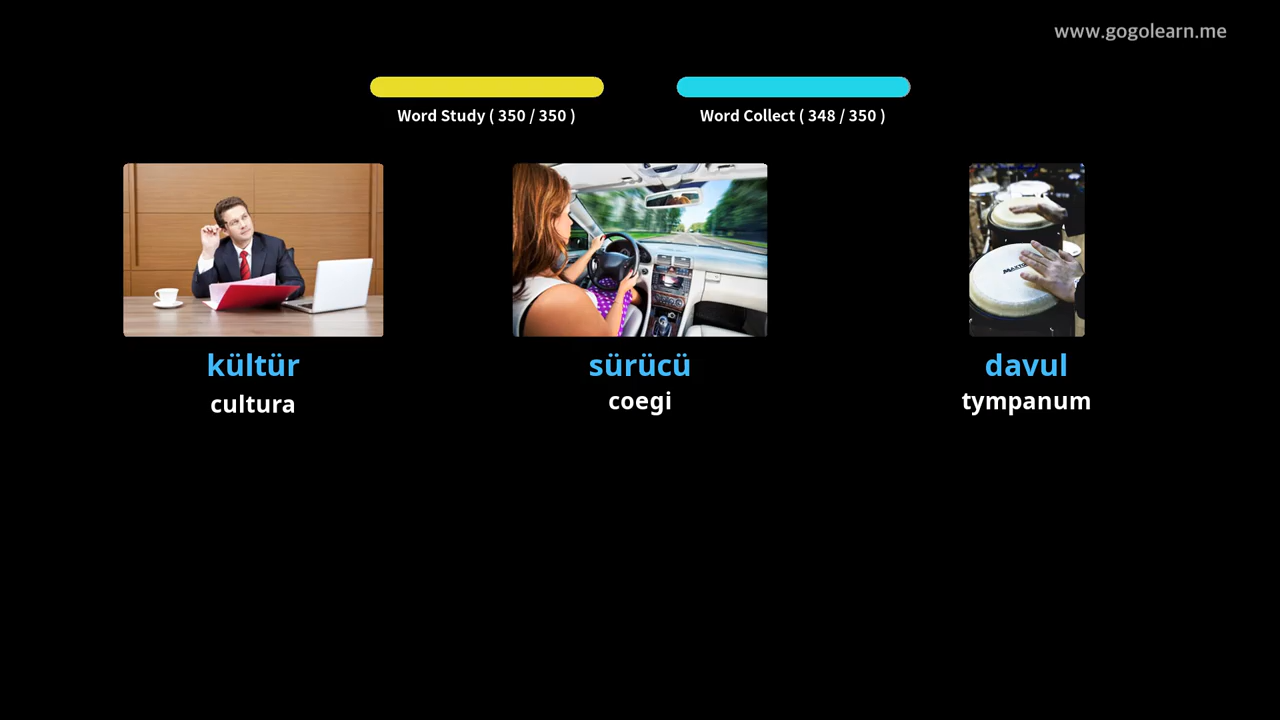 www.gogolearn.me
Word Study ( 350 / 350 )
Word Collect ( 348 / 350 )
kültür
cultura
sürücü
coegi
davul
tympanum